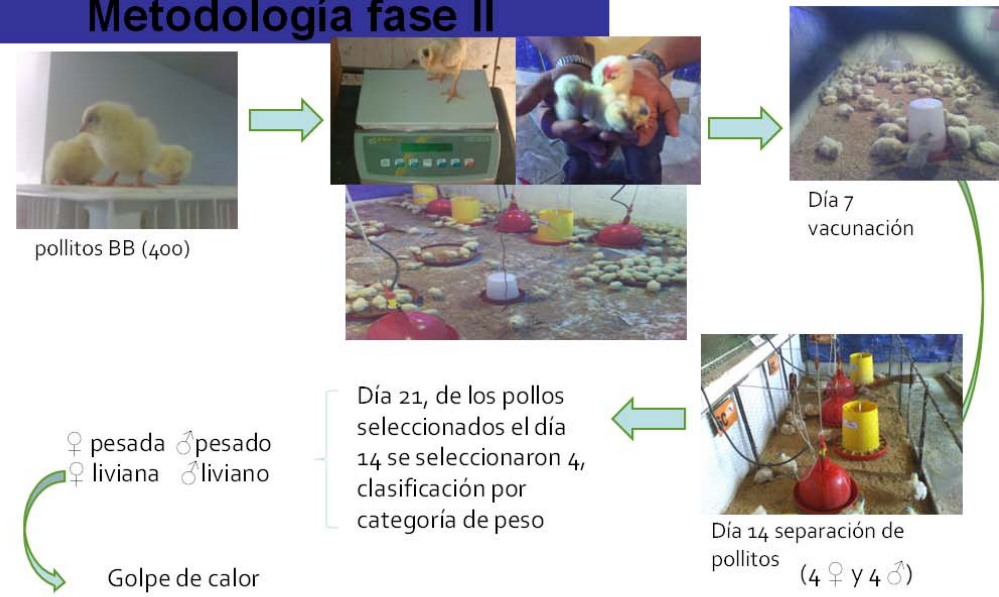 Metodología fase II
pollitos BB (400)
Día 7
vacunación
Día 14 separación de
pollitos
(4 ♀ y 4 ♂)
Día 21, de los pollos
seleccionados el día
14 se seleccionaron 4,
clasificación por
categoría de peso
♀ pesada ♂pesado
♀ liviana ♂liviano
Golpe de calor